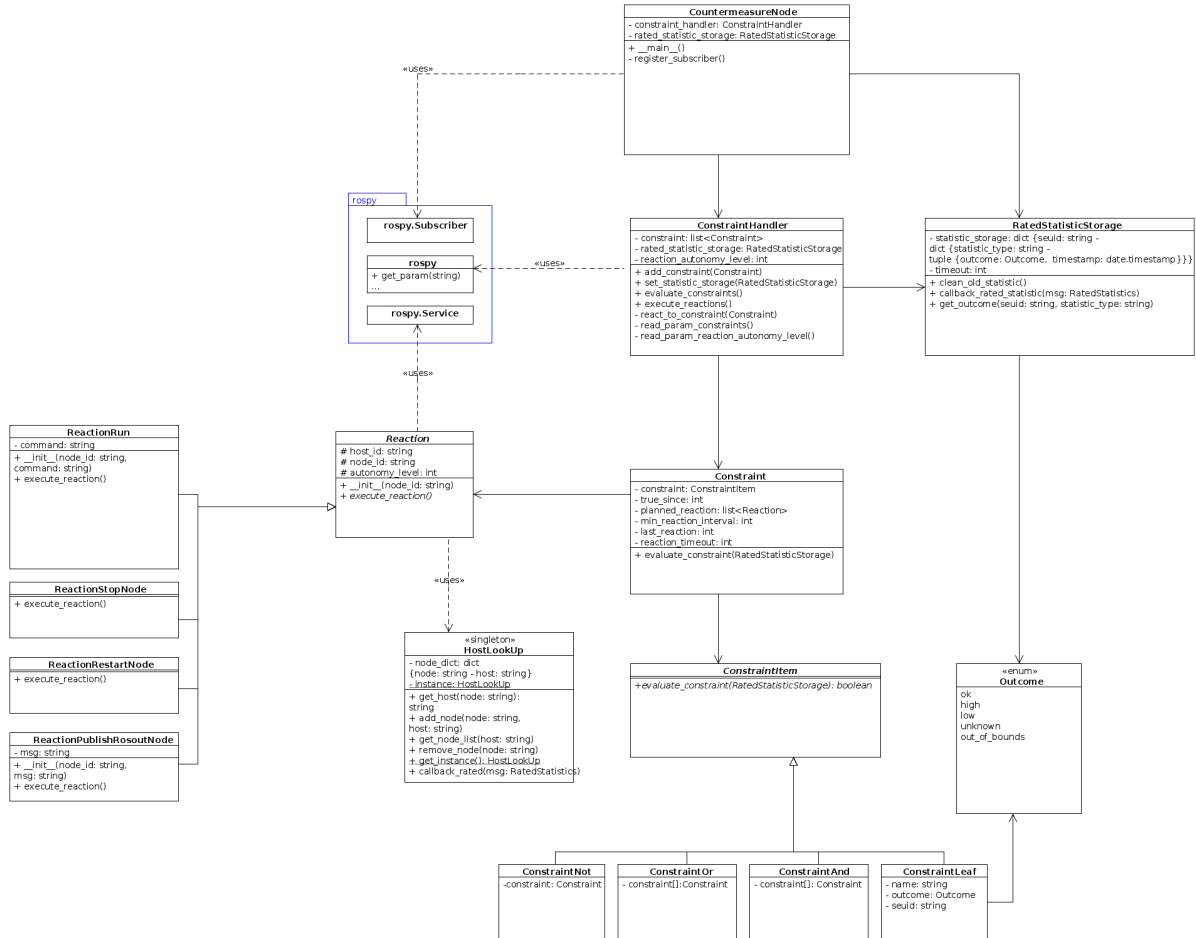 CountermeasureNode
- constraint_handler: ConstraintHandler
- rated_statistic_storage: RatedStatisticStorage
+ __main__()
- register_subscriber()
«uses»
rospy
rospy.Subscriber
rospy
+ get_param(string)
...
rospy.Service
«uses»
«uses»
ConstraintHandler
- constraint: list<Constraint>
- rated_statistic_storage: RatedStatisticStorage
- reaction_autonomy_level: int
+ add_constraint(Constraint)
+ set_statistic_storage(RatedStatisticStorage)
+ evaluate_constraints()
+ execute_reactions()
- react_to_constraint(Constraint)
- read_param_constraints()
- read_param_reaction_autonomy_level()
RatedStatisticStorage
- statistic_storage: dict {seuid: string -
dict {statistic_type: string -
tuple {outcome: Outcome, timestamp: date.timestamp}}}
- timeout: int
+ clean_old_statistic()
+ callback_rated_statistic(msg: RatedStatistics)
+ get_outcome(seuid: string, statistic_type: string)
ReactionRun
- command: string
+ __init__(node_id: string,
command: string)
+ execute_reaction()
Reaction
# host_id: string
# node_id: string
# autonomy_level: int
+ __init__(node_id: string)
+ execute_reaction()
Constraint
- constraint: ConstraintItem
- true_since: int
- planned_reaction: list<Reaction>
- min_reaction_interval: int
- last_reaction: int
- reaction_timeout: int
+ evaluate_constraint(RatedStatisticStorage)
ReactionStopNode
+ execute_reaction()
«uses»
ReactionRestartNode
+ execute_reaction()
ReactionPublishRosoutNode
- msg: string
+ __init__(node_id: string,
msg: string)
+ execute_reaction()
«singleton»
HostLookUp
- node_dict: dict
{node: string - host: string}
- instance: HostLookUp
+ get_host(node: string):
string
+ add_node(node: string,
host: string)
+ get_node_list(host: string)
+ remove_node(node: string)
+ get_instance(): HostLookUp
+ callback_rated(msg: RatedStatistics)
ConstraintItem
+evaluate_constraint(RatedStatisticStorage): boolean
«enum»
Outcome
ok
high
low
unknown
out_of_bounds
ConstraintNot
-constraint: Constraint
ConstraintOr
- constraint[]:Constraint
ConstraintAnd
- constraint[]: Constraint
ConstraintLeaf
- name: string
- outcome: Outcome
- seuid: string